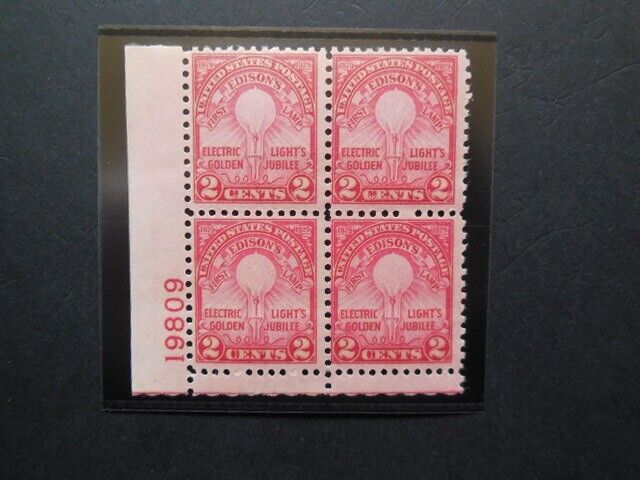 1879 1929
UNITED STATES POSTAGE
EDISON'S
FIRST LAMP
ELECTRIC LIGHT'S
GOLDEN JUBILEE
2 CENTS 2
1879 1929
UNITED STATES POSTAGE
EDISON'S
FIRST LAMP
ELECTRIC LIGHT'S
GOLDEN JUBILEE
2 CENTS 2
1879 1929
UNITED STATES POSTAGE
EDISON'S
FIRST LAMP
ELECTRIC LIGHT'S
GOLDEN JUBILEE
2 CENTS 2
1879 1929
UNITED STATES POSTAGE
EDISON'S
FIRST LAMP
ELECTRIC LIGHT'S
GOLDEN JUBILEE
2 CENTS 2
19809